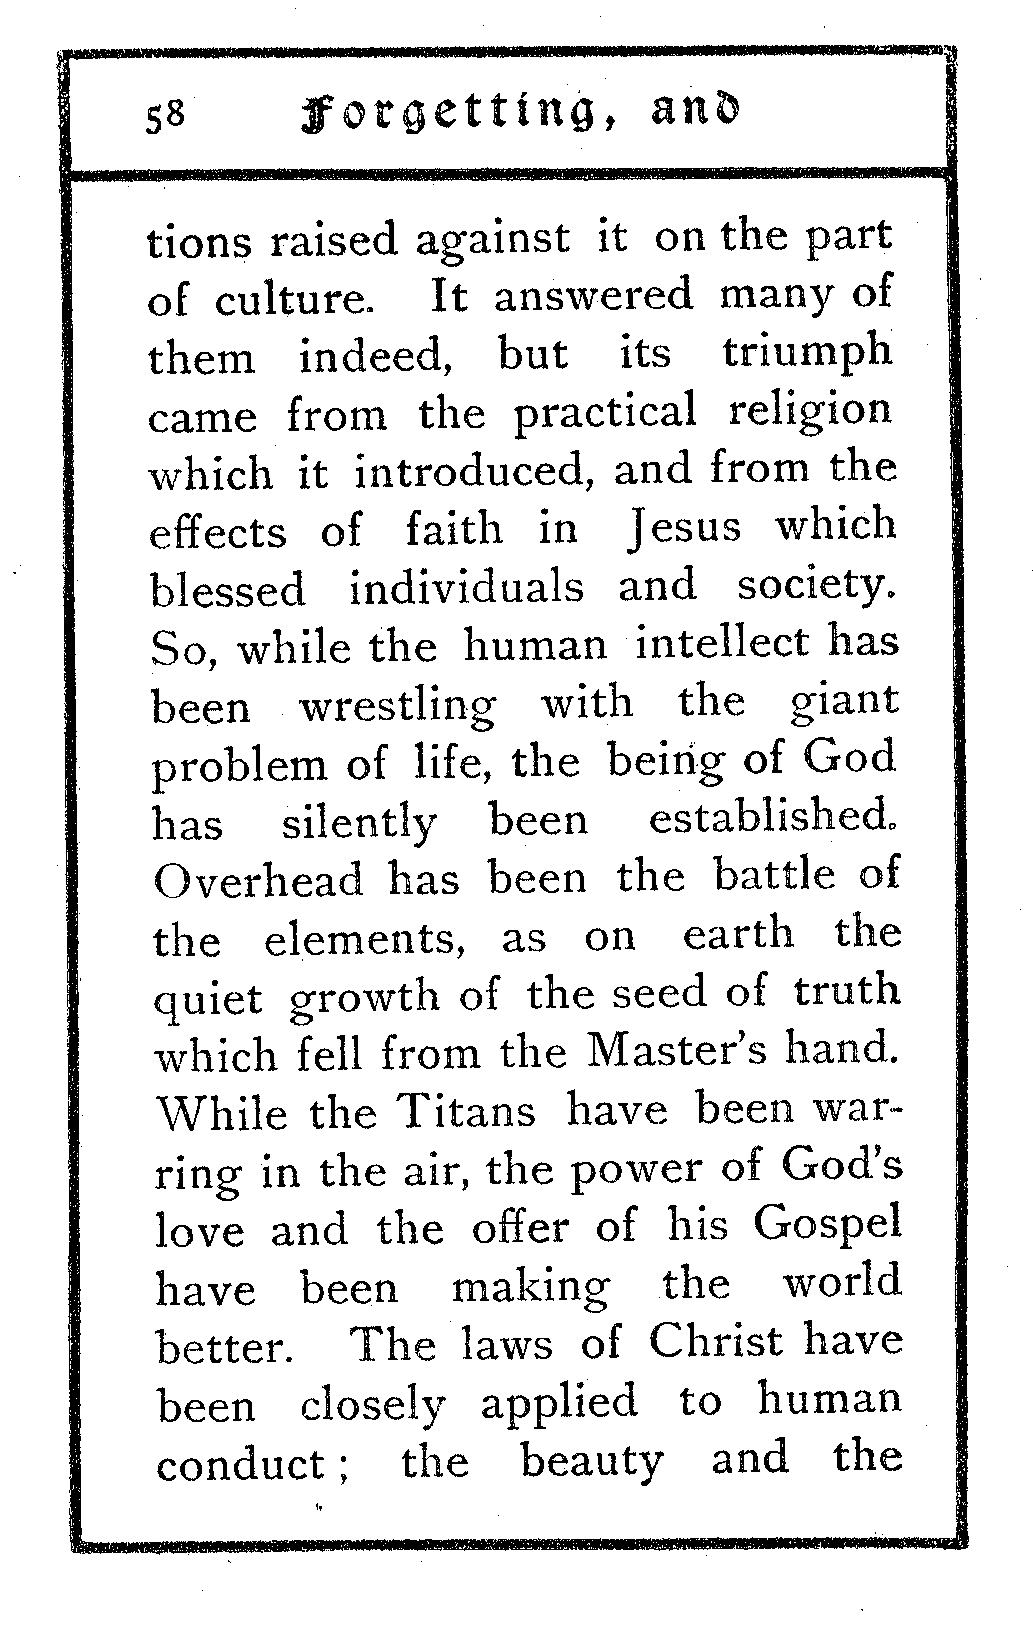 58 Forgetting, and
tions raised against it on the part
of culture. It answered many of
them indeed, but its triumph
came from the practical religion
which it introduced, and from the
effects of faith in Jesus which
blessed individuals and society.
So, while the human intellect has
been wrestling with the giant
problem of life, the being of God
has silently been established.
Overhead has been the battle of
the elements, as on earth the
quiet growth of the seed of truth
which fell from the Master's hand.
While the Titans have been war-
ring in the air, the power of God's
love and the offer of his Gospel
have been making the world
better. The laws of Christ have
been closely applied to human
conduct ; the beauty and the